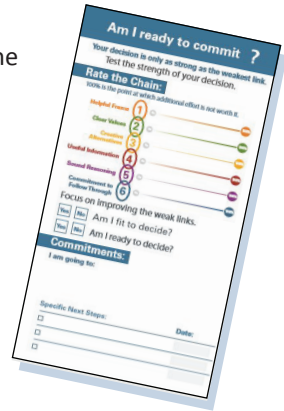 ne
Am I ready to commit ?
Your decision is only as strong as the weakest link.
Test the strength of your decision.
Rate the Chain:
100% is the point at which additional effort is not worth it.
Helpful Frame 1
Clear Values 2
Creative Alternatives 3
Useful Information 4
Sound Reasoning 5
Commitment to Follow Through 6
Focus on Improving the weak links.
Yes No Am I fit to decide?
Yes No Am I ready to decide?
Commitments:
I am going to:
Specific Next Steps:
Date: